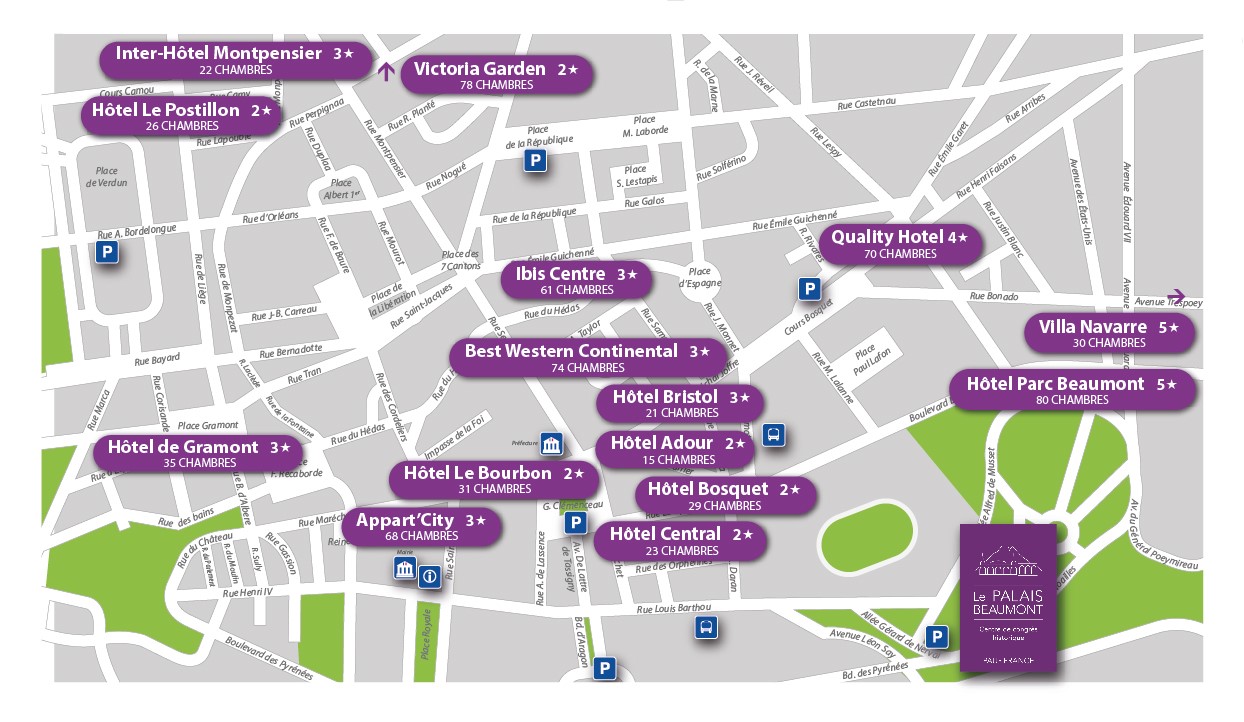 Inter-Hôtel Montpensier 3★
22 CHAMBRES
Victoria Garden 2★
78 CHAMBRES
Hôtel Le Postillon 2★
26 CHAMBRES
Cours Camou
Rue Perpignaa
Rue R. Planté
Rue Montpensier
Rue Duplaa
Rue Nogué
Place
de la République
Place
M. Laborde
R. de la Marne
Rue J. Réveil
Rue Castetnau
Rue Lespy
Rue Émile Garet
Rue Arribes
Rue Henri Faisans
Avenue des États-Unis
Avenue Édouard VII
Place
de Verdun
Place
Albert 1er
Place
S. Lestapis
Rue Solférino
Rue Galos
Rue d'Orléans
Rue A. Bordelongue
Rue de la République
Rue Émile Guichenné
R. Rivarès
Rue Justin Blanc
Rue F. de Baure
Rue Mourot
Place des
7 Cantons
Émile Guichenné
Quality Hotel 4★
70 CHAMBRES
Ibis Centre 3★
61 CHAMBRES
Place
d'Espagne
Rue de Liège
Rue de Monpezat
Place de
la Libération
Rue Saint-Jacques
Rue J-B. Carreau
Rue du Hédas
Taylor
Rue J. Monnet
Cours Bosquet
Rue Bonado
Avenue Trespoey
Avenue
Villa Navarre 5★
30 CHAMBRES
Best Western Continental 3★
74 CHAMBRES
Rue Bayard
Rue Bernadotte
Rue Tran
R. Laclède
Rue de la Fontaine
Rue des Cordeliers
Rue M. Lalanne
Place
Paul Lafon
Hôtel Parc Beaumont 5★
80 CHAMBRES
Hôtel Bristol 3★
21 CHAMBRES
Rue Marca
Rue Corisande
Place Gramont
Rue du Hédas
Impasse de la Foi
Boulevard
Hôtel de Gramont 3★
35 CHAMBRES
Préfecture
Hôtel Adour 2★
15 CHAMBRES
F. Récaborde
Rue B. d'Albere
Hôtel Le Bourbon 2★
31 CHAMBRES
Hôtel Bosquet 2★
29 CHAMBRES
G. Clémenceau
Rue des bains
Rue Maréch
Appart'City 3★
68 CHAMBRES
Hôtel Central 2★
23 CHAMBRES
Rue du Château
R. du Moulin
R. Sully
Rue Gassion
Mairie
Rue A. de Lassence
Av. De Lattre
de Tassigny
Rue des Orphelines
Daran
Rue Henri IV
Rue Louis Barthou
Place Royale
Bd. d'Aragon
Boulevard des Pyrénées
Allée Gérard de Nerval
Avenue Léon Say
Bd. des Pyrénées
Alfred de Musset
Av. du Général Poeymireau
Le PALAIS
BEAUMONT
Centre de congrès
historique
PAU - FRANCE